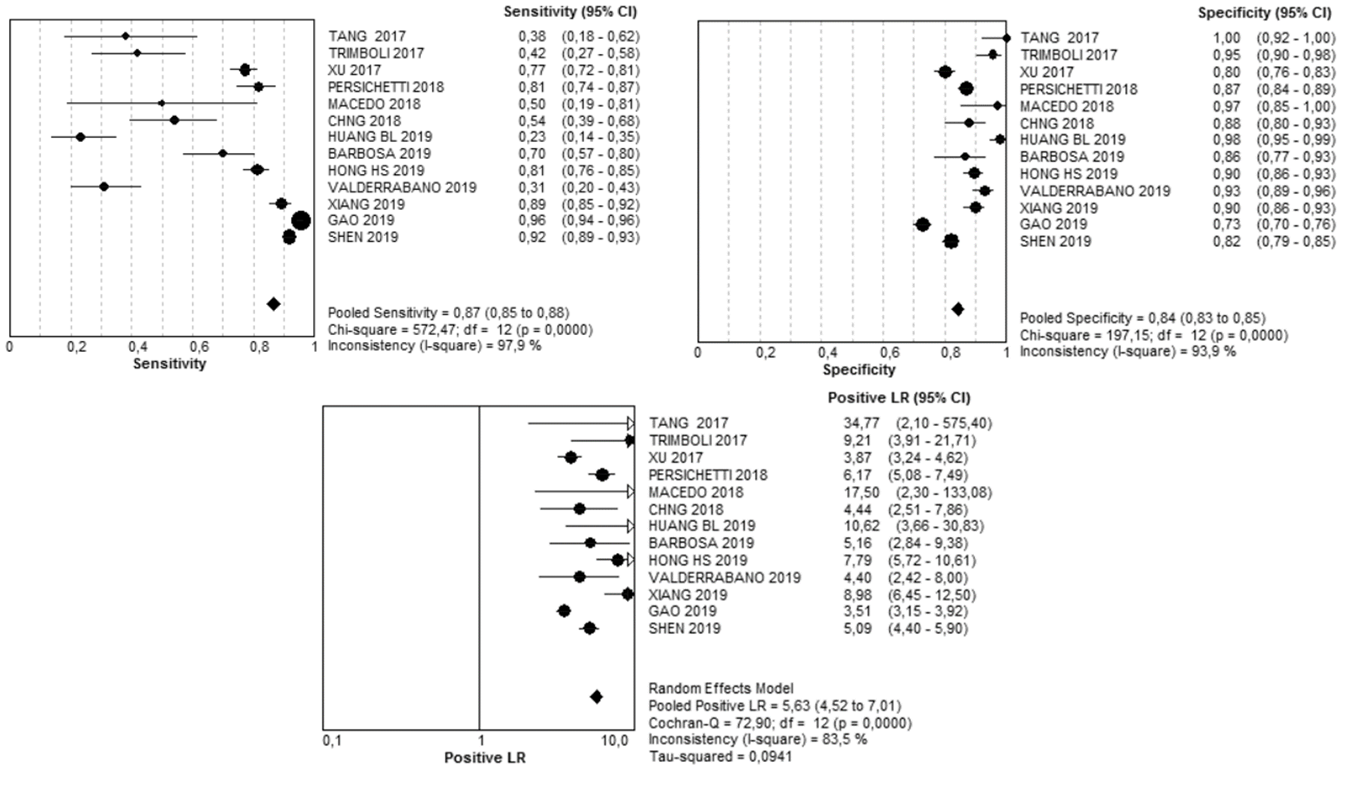 Sensitivity (95% CI)
TANG 2017 0,38 (0,18 - 0,62)
TRIMBOLI 2017 0,42 (0,27 - 0,58)
XU 2017 0,77 (0,72 - 0,81)
PERSICHETTI 2018 0,81 (0,74 - 0,87)
MACEDO 2018 0,50 (0,19 - 0,81)
CHNG 2018 0,54 (0,39 - 0,68)
HUANG BL 2019 0,23 (0,14 - 0,35)
BARBOSA 2019 0,70 (0,57 - 0,80)
HONG HS 2019 0,81 (0,76 - 0,85)
VALDERRABANO 2019 0,31 (0,20 - 0,43)
XIANG 2019 0,89 (0,85 - 0,92)
GAO 2019 0,96 (0,94 - 0,96)
SHEN 2019 0,92 (0,89 - 0,93)
Pooled Sensitivity = 0,87 (0,85 to 0,88)
Chi-square = 572,47; df = 12 (p = 0,0000)
Inconsistency (I-square) = 97,9 %
0 0,2 0,4 0,6 0,8 1
Sensitivity
Specificity (95% CI)
TANG 2017 1,00 (0,92 - 1,00)
TRIMBOLI 2017 0,95 (0,90 - 0,98)
XU 2017 0,80 (0,76 - 0,83)
PERSICHETTI 2018 0,87 (0,84 - 0,89)
MACEDO 2018 0,97 (0,85 - 1,00)
CHNG 2018 0,88 (0,80 - 0,93)
HUANG BL 2019 0,98 (0,95 - 0,99)
BARBOSA 2019 0,86 (0,77 - 0,93)
HONG HS 2019 0,90 (0,86 - 0,93)
VALDERRABANO 2019 0,93 (0,89 - 0,96)
XIANG 2019 0,90 (0,86 - 0,93)
GAO 2019 0,73 (0,70 - 0,76)
SHEN 2019 0,82 (0,79 - 0,85)
Pooled Specificity = 0,84 (0,83 to 0,85)
Chi-square = 197,15; df = 12 (p = 0,0000)
Inconsistency (I-square) = 93,9 %
0 0,2 0,4 0,6 0,8 1
Specificity
Positive LR (95% CI)
TANG 2017 34,77 (2,10 - 575,40)
TRIMBOLI 2017 9,21 (3,91 - 21,71)
XU 2017 3,87 (3,24 - 4,62)
PERSICHETTI 2018 6,17 (5,08 - 7,49)
MACEDO 2018 17,50 (2,30 - 133,08)
CHNG 2018 4,44 (2,51 - 7,86)
HUANG BL 2019 10,62 (3,66 - 30,83)
BARBOSA 2019 5,16 (2,84 - 9,38)
HONG HS 2019 7,79 (5,72 - 10,61)
VALDERRABANO 2019 4,40 (2,42 - 8,00)
XIANG 2019 8,98 (6,45 - 12,50)
GAO 2019 3,51 (3,15 - 3,92)
SHEN 2019 5,09 (4,40 - 5,90)
Random Effects Model
Pooled Positive LR = 5,63 (4,52 to 7,01)
Cochran-Q = 72,90; df = 12 (p = 0,0000)
Inconsistency (I-square) = 83,5 %
Tau-squared = 0,0941
0,1 1 10,0
Positive LR